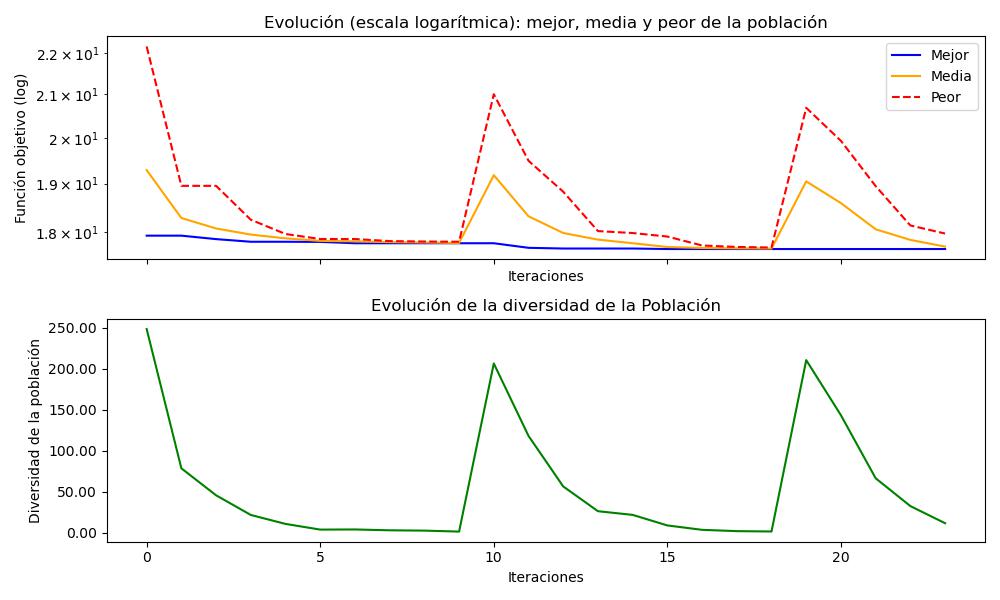 Evolución (escala logarítmica): mejor, media y peor de la población
Función objetivo (log)
2.2 × 10¹
2.1 × 10¹
2 × 10¹
1.9 × 10¹
1.8 × 10¹
Mejor
Media
Peor
Iteraciones
Evolución de la diversidad de la Población
Diversidad de la población
250.00
200.00
150.00
100.00
50.00
0.00
0 5 10 15 20
Iteraciones